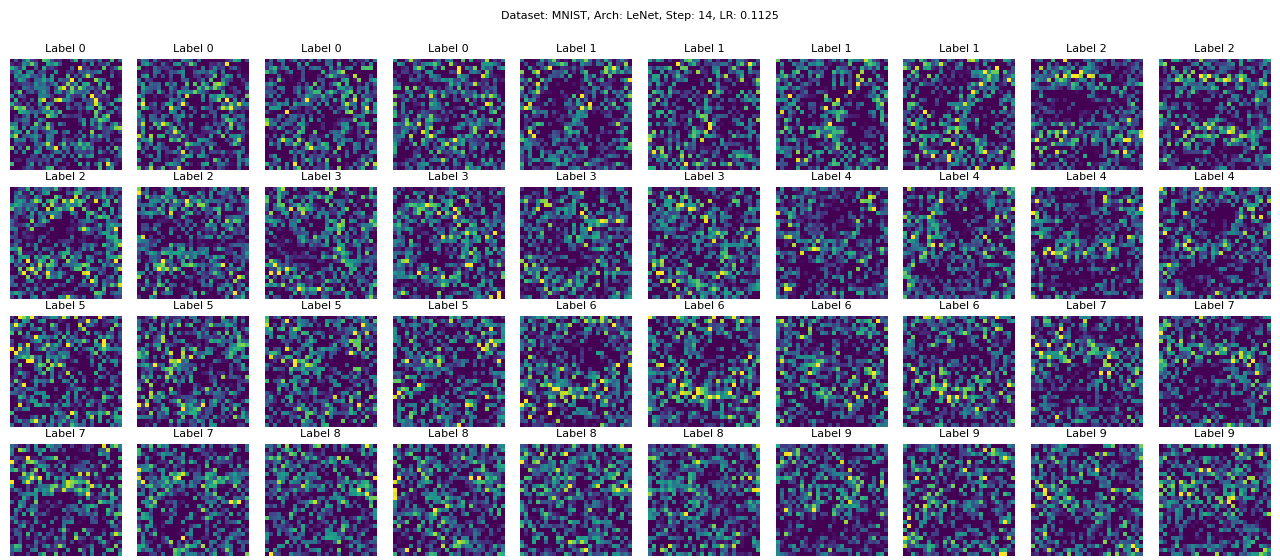 Dataset: MNIST, Arch: LeNet, Step: 14, LR: 0.1125
Label 0 Label 0 Label 0 Label 0 Label 1 Label 1 Label 1 Label 1 Label 2 Label 2
Label 2 Label 2 Label 3 Label 3 Label 3 Label 3 Label 4 Label 4 Label 4 Label 4
Label 5 Label 5 Label 5 Label 5 Label 6 Label 6 Label 6 Label 6 Label 7 Label 7
Label 7 Label 7 Label 8 Label 8 Label 8 Label 8 Label 9 Label 9 Label 9 Label 9